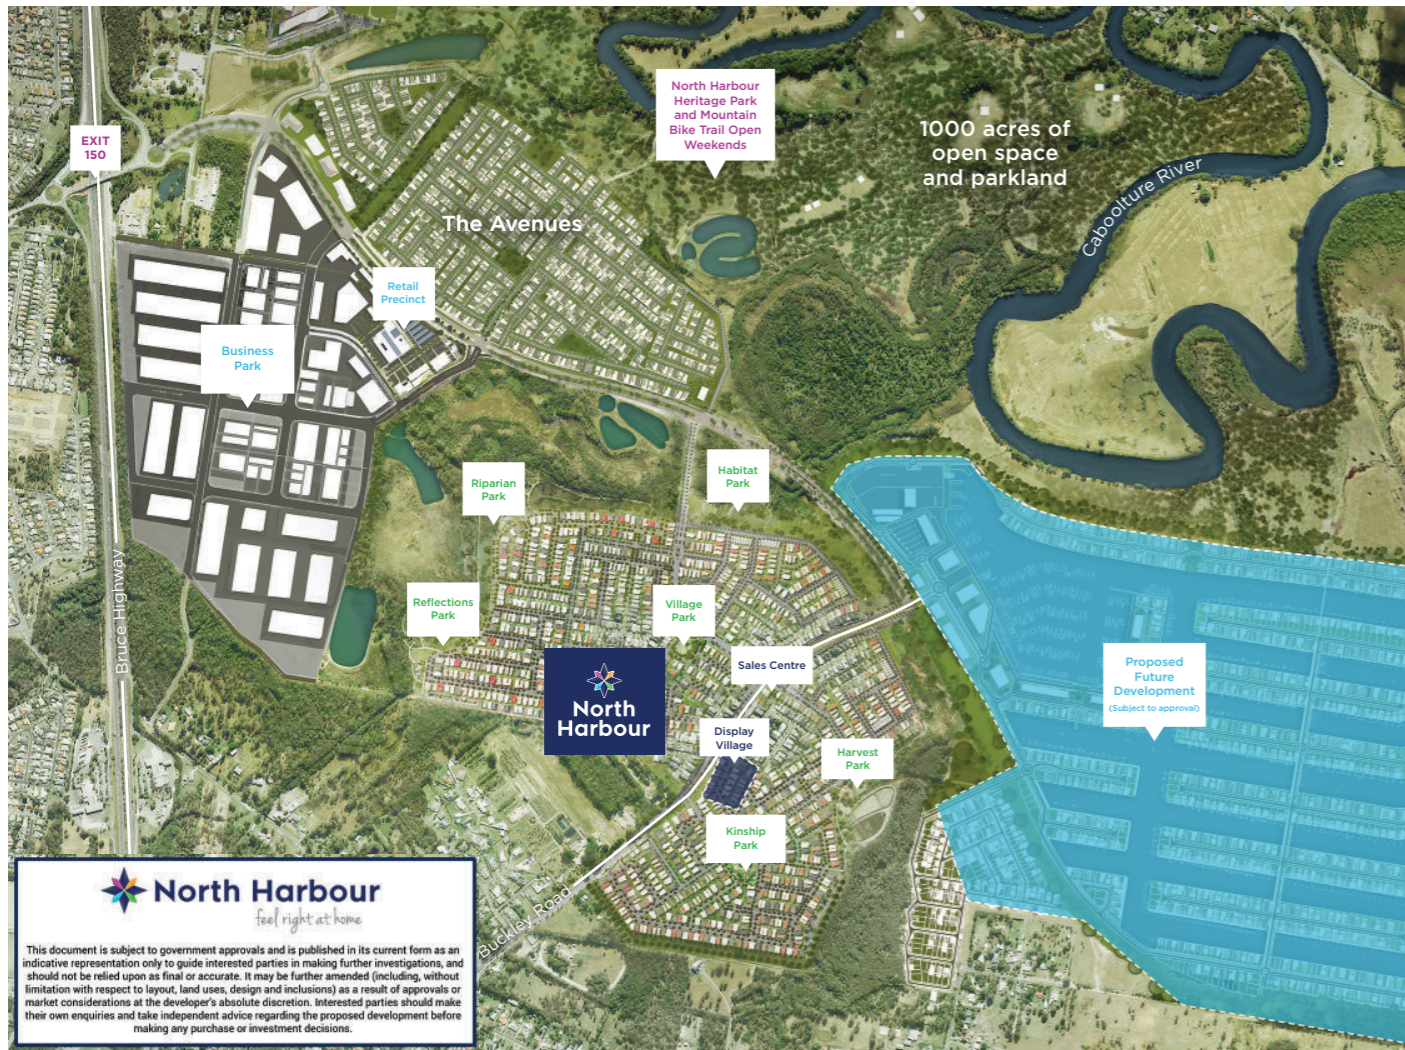 North Harbour
Heritage Park
and Mountain
Bike Trail Open
Weekends
1000 acres of
open space
and parkland
EXIT
150
Caboolture River
The Avenues
Retail
Precinct
Business
Park
Riparian
Park
Habitat
Park
Bruce Highway
Reflections
Park
Village
Park
Sales Centre
Proposed
Future
Development
(Subject to approval)
North
Harbour
Display
Village
Harvest
Park
Kinship
Park
Buckley Road
North Harbour
feel right at home
This document is subject to government approvals and is published in its current form as an
indicative representation only to guide interested parties in making further investigations, and
should not be relied upon as final or accurate. It may be further amended (including, without
limitation with respect to layout, land uses, design and inclusions) as a result of approvals or
market considerations at the developer's absolute discretion. Interested parties should make
their own enquiries and take independent advice regarding the proposed development before
making any purchase or investment decisions.